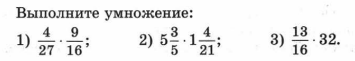 Выполните умножение:
1) 4/27 · 9/16; 2) 5 3/5 · 1 4/21; 3) 13/16 · 32.